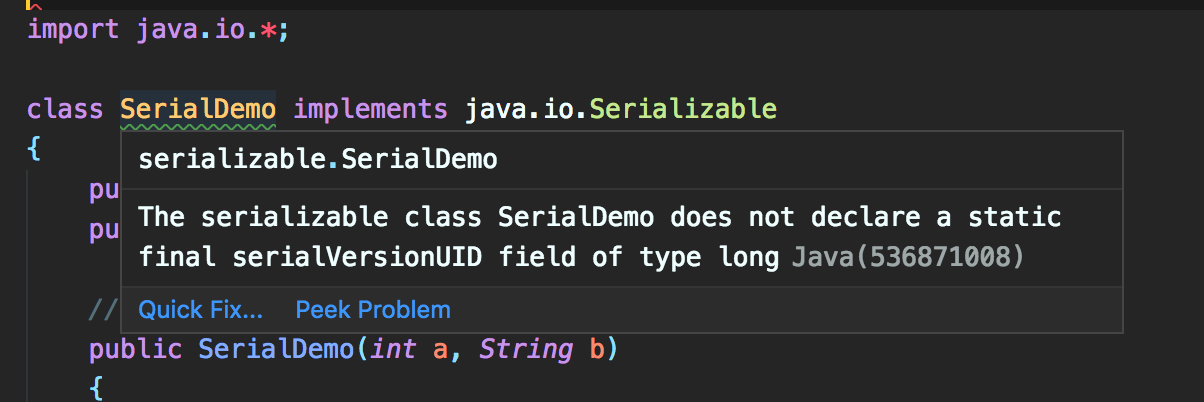 import java.io.*;
class SerialDemo implements java.io.Serializable
{
serializable.SerialDemo
pu
The serializable class SerialDemo does not declare a static
pu
final serialVersionUID field of type long Java(536871008)
// Quick Fix... Peek Problem
public SerialDemo(int a, String b)
{